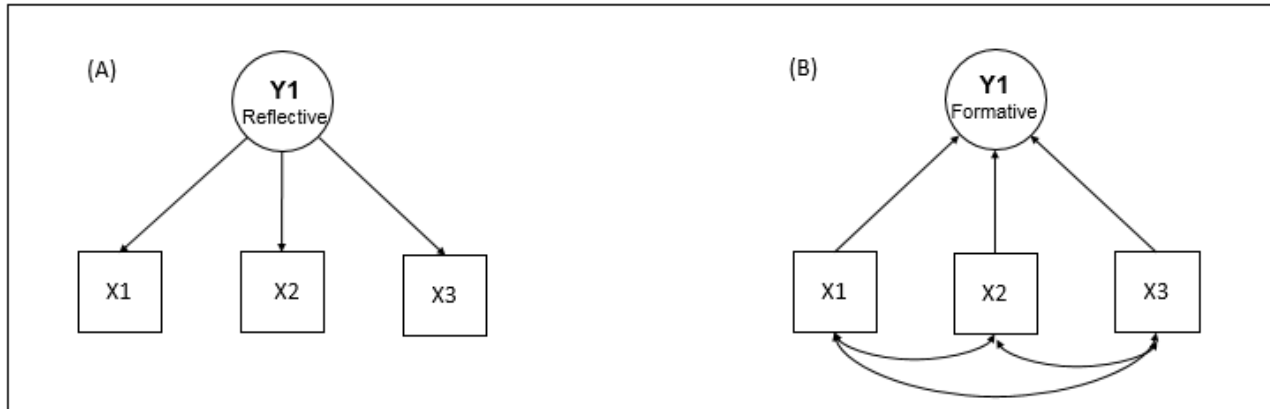 (A)
Y1
Reflective
X1
X2
X3
(B)
Y1
Formative
X1
X2
X3